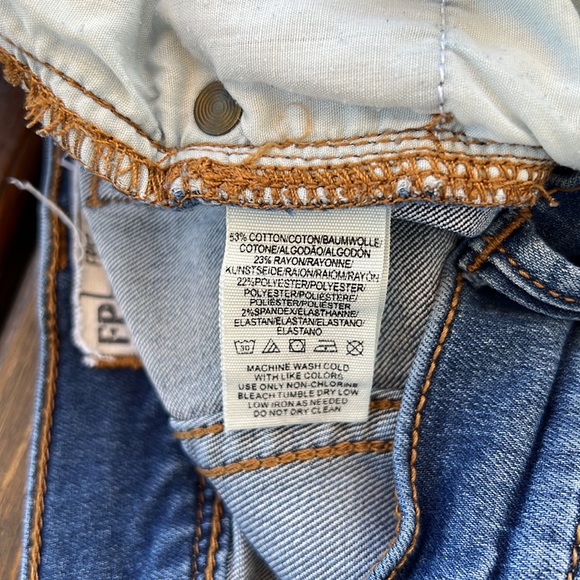 53% COTTON/COTON/BAUMWOLLE/
COTONE/ALGODÃO/ALGODÓN
23% RAYON/RAYONNE/
KUNSTSEIDE/RAION/RAIOM/RAYÓN
22%POLYESTER/POLYESTER/
POLYESTER/POLIESTERE/
POLIÉSTER/POLIÉSTER
2%SPANDEX/ÉLASTHANNE/
ELASTAN/ELASTAN/ELASTANO/
ELASTANO
30
MACHINE WASH COLD
WITH LIKE COLORS
USE ONLY NON-CHLORINE
BLEACH TUMBLE DRY LOW
LOW IRON AS NEEDED
DO NOT DRY CLEAN
FP